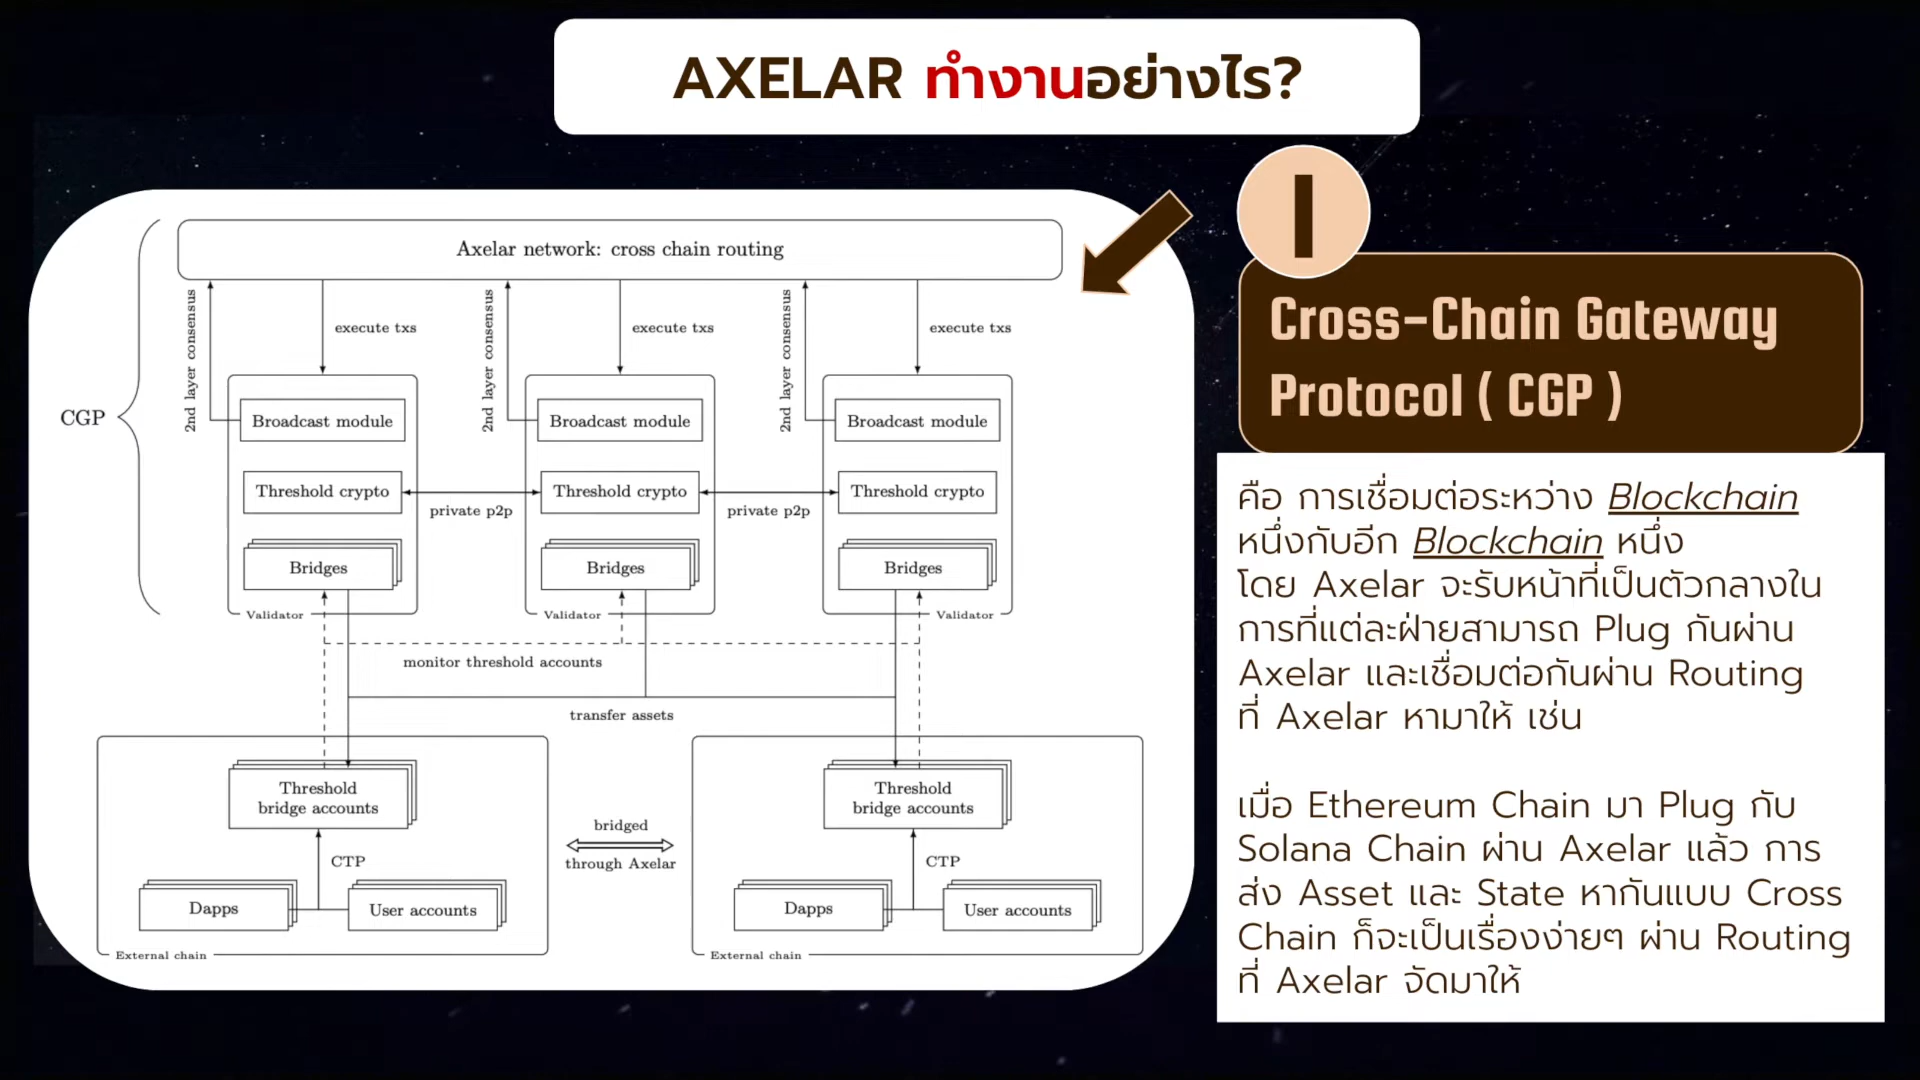 AXELAR ทำงานอย่างไร?
Axelar network: cross chain routing
2nd layer consensus
execute txs
2nd layer consensus
execute txs
2nd layer consensus
execute txs
CGP
Broadcast module
Broadcast module
Broadcast module
Threshold crypto
private p2p
Threshold crypto
private p2p
Threshold crypto
Bridges
Bridges
Bridges
Validator
Validator
Validator
monitor threshold accounts
transfer assets
Threshold
bridge accounts
CTP
Dapps
User accounts
External chain
bridged
through Axelar
Threshold
bridge accounts
CTP
Dapps
User accounts
External chain
1
Cross-Chain Gateway
Protocol ( CGP )
คือ การเชื่อมต่อระหว่าง Blockchain
หนึ่งกับอีก Blockchain หนึ่ง
โดย Axelar จะรับหน้าที่เป็นตัวกลางใน
การที่แต่ละฝ่ายสามารถ Plug กันผ่าน
Axelar และเชื่อมต่อกันผ่าน Routing
ที่ Axelar หามาให้ เช่น
เมื่อ Ethereum Chain มา Plug กับ
Solana Chain ผ่าน Axelar แล้ว การ
ส่ง Asset และ State หากันแบบ Cross
Chain ก็จะเป็นเรื่องง่ายๆ ผ่าน Routing
ที่ Axelar จัดมาให้